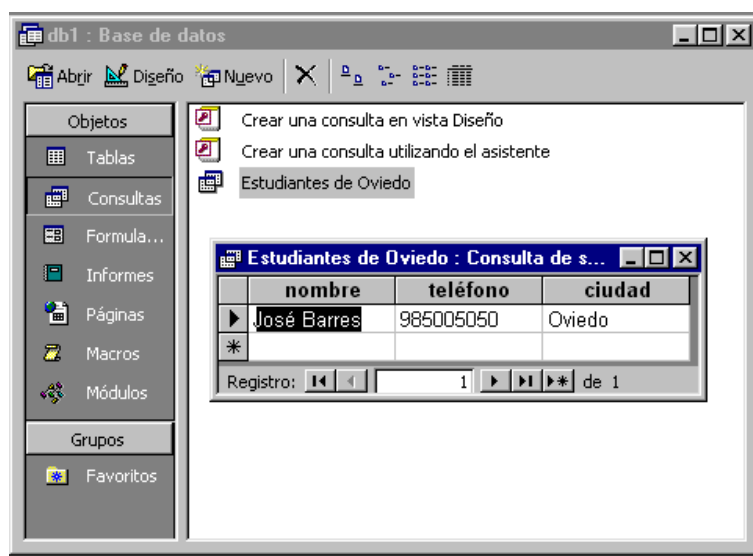 db1 : Base de datos
Abrir Diseño Nuevo
Objetos
Tablas
Consultas
Formula...
Informes
Páginas
Macros
Módulos
Grupos
Favoritos
Crear una consulta en vista Diseño
Crear una consulta utilizando el asistente
Estudiantes de Oviedo
Estudiantes de Oviedo : Consulta de s...
nombre teléfono ciudad
José Barres 985005050 Oviedo
Registro: 1 de 1